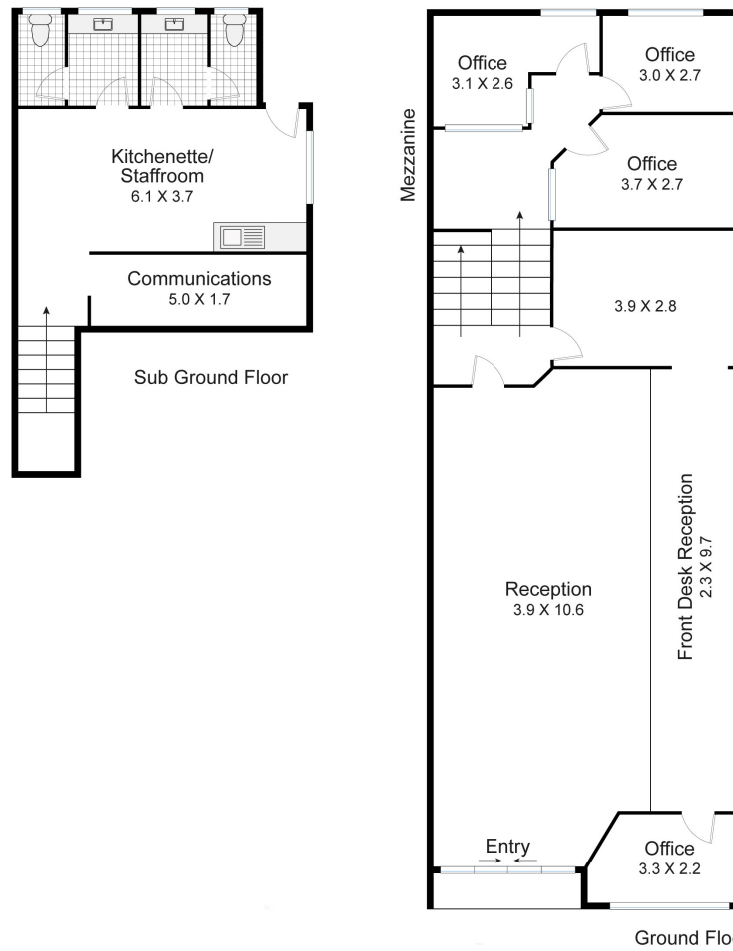 Kitchenette/
Staffroom
6.1 X 3.7
Communications
5.0 X 1.7
Sub Ground Floor
Mezzanine
Office
3.1 X 2.6
Office
3.0 X 2.7
Office
3.7 X 2.7
3.9 X 2.8
Reception
3.9 X 10.6
Front Desk Reception
2.3 X 9.7
Entry
Office
3.3 X 2.2
Ground